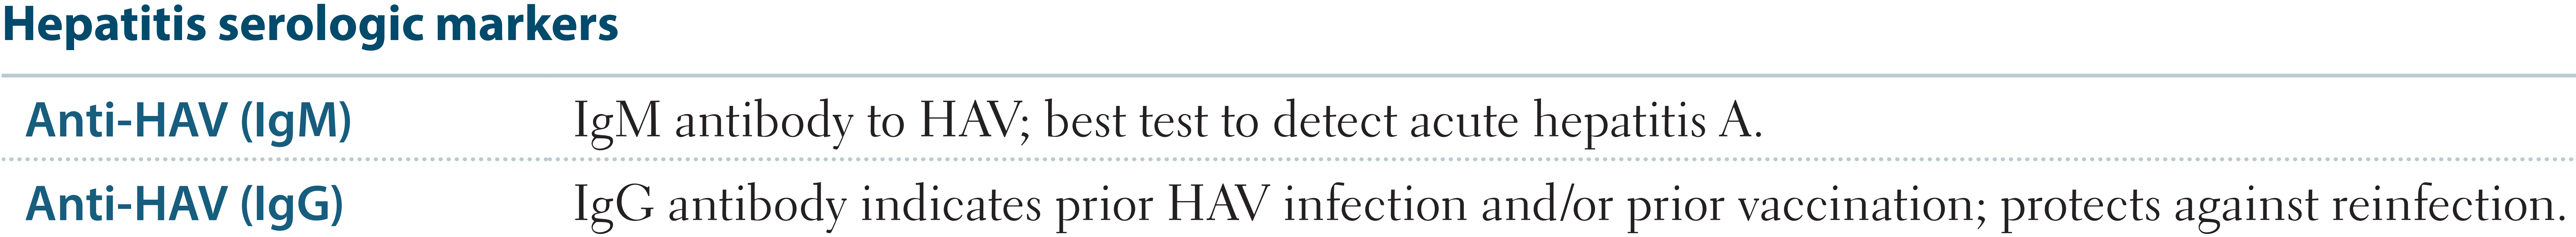 Hepatitis serologic markers
Anti-HAV (IgM) IgM antibody to HAV; best test to detect acute hepatitis A.
Anti-HAV (IgG) IgG antibody indicates prior HAV infection and/or prior vaccination; protects against reinfection.